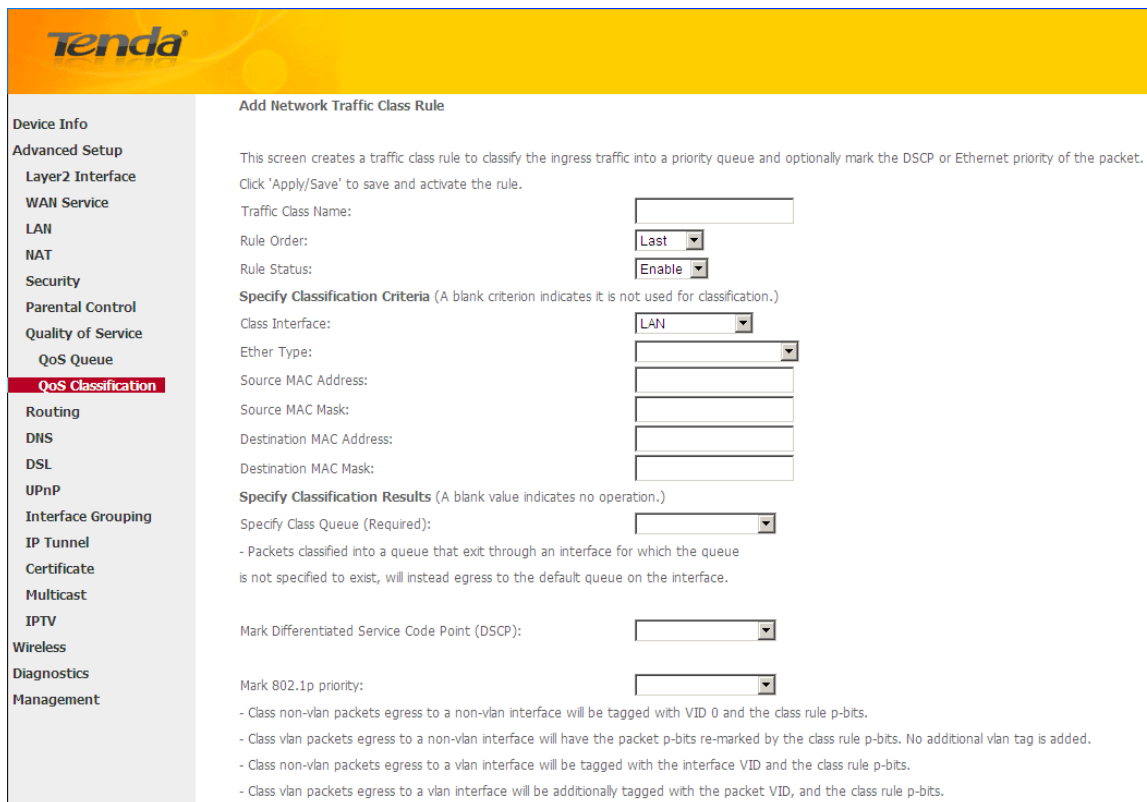 Tenda®
Device Info
Advanced Setup
Layer2 Interface
WAN Service
LAN
NAT
Security
Parental Control
Quality of Service
QoS Queue
QoS Classification
Routing
DNS
DSL
UPnP
Interface Grouping
IP Tunnel
Certificate
Multicast
IPTV
Wireless
Diagnostics
Management
Add Network Traffic Class Rule
This screen creates a traffic class rule to classify the ingress traffic into a priority queue and optionally mark the DSCP or Ethernet priority of the packet.
Click 'Apply/Save' to save and activate the rule.
Traffic Class Name:
Rule Order: Last
Rule Status: Enable
Specify Classification Criteria (A blank criterion indicates it is not used for classification.)
Class Interface: LAN
Ether Type:
Source MAC Address:
Source MAC Mask:
Destination MAC Address:
Destination MAC Mask:
Specify Classification Results (A blank value indicates no operation.)
Specify Class Queue (Required):
- Packets classified into a queue that exit through an interface for which the queue
is not specified to exist, will instead egress to the default queue on the interface.
Mark Differentiated Service Code Point (DSCP):
Mark 802.1p priority:
- Class non-vlan packets egress to a non-vlan interface will be tagged with VID 0 and the class rule p-bits.
- Class vlan packets egress to a non-vlan interface will have the packet p-bits re-marked by the class rule p-bits. No additional vlan tag is added.
- Class non-vlan packets egress to a vlan interface will be tagged with the interface VID and the class rule p-bits.
- Class vlan packets egress to a vlan interface will be additionally tagged with the packet VID, and the class rule p-bits.